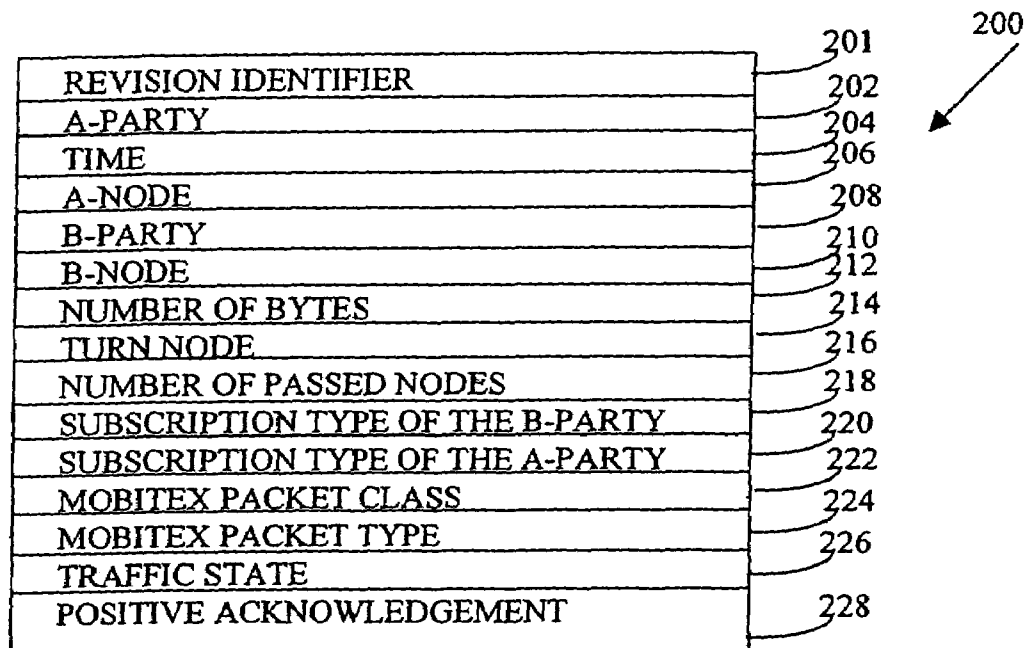 200
REVISION IDENTIFIER 201
A-PARTY 202
TIME 204
A-NODE 206
B-PARTY 208
B-NODE 210
NUMBER OF BYTES 212
TURN NODE 214
NUMBER OF PASSED NODES 216
SUBSCRIPTION TYPE OF THE B-PARTY 218
SUBSCRIPTION TYPE OF THE A-PARTY 220
MOBITEX PACKET CLASS 222
MOBITEX PACKET TYPE 224
TRAFFIC STATE 226
POSITIVE ACKNOWLEDGEMENT 228